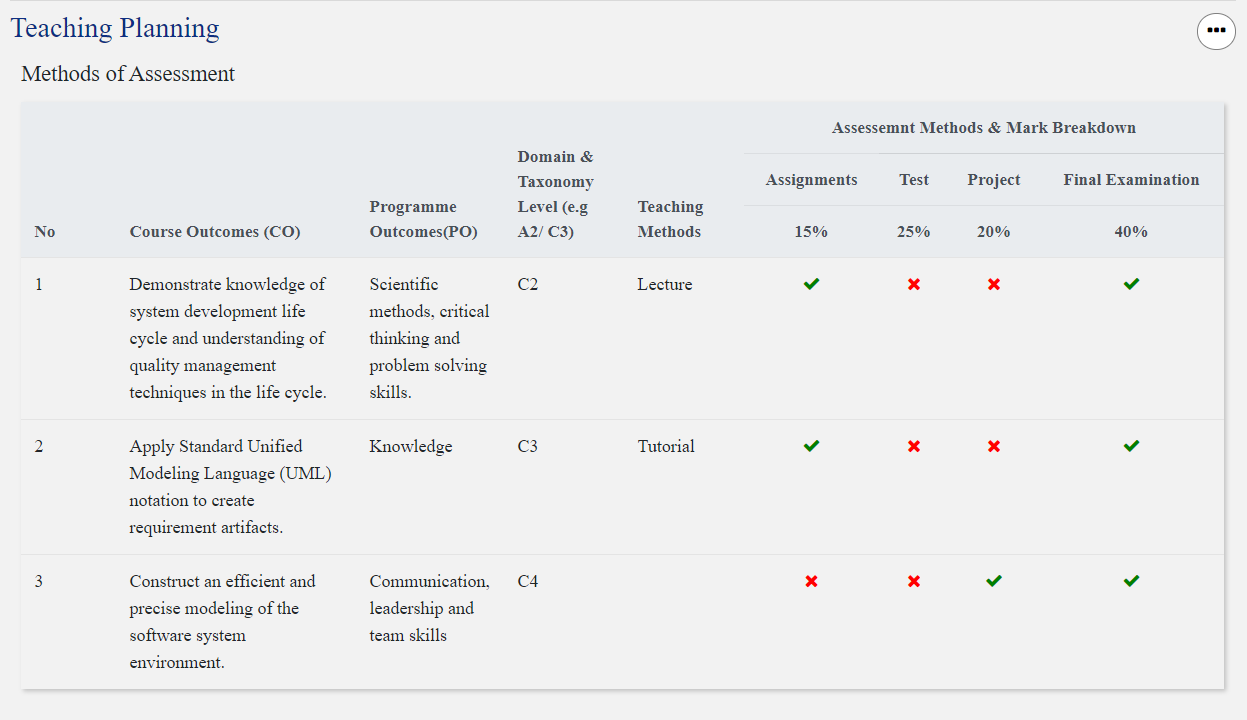 Teaching Planning
Methods of Assessment
Assessemnt Methods & Mark Breakdown
Domain &
Taxonomy
Assignments Test Project Final Examination
Programme Level (e.g Teaching
No Course Outcomes (CO) Outcomes(PO) A2/ C3) Methods 15% 25% 20% 40%
1 Demonstrate knowledge of Scientific C2 Lecture ✔ ✖ ✖ ✔
system development life methods, critical
cycle and understanding of thinking and
quality management problem solving
techniques in the life cycle. skills.
2 Apply Standard Unified Knowledge C3 Tutorial ✔ ✖ ✖ ✔
Modeling Language (UML)
notation to create
requirement artifacts.
3 Construct an efficient and Communication, C4 ✖ ✖ ✔ ✔
precise modeling of the leadership and
software system team skills
environment.